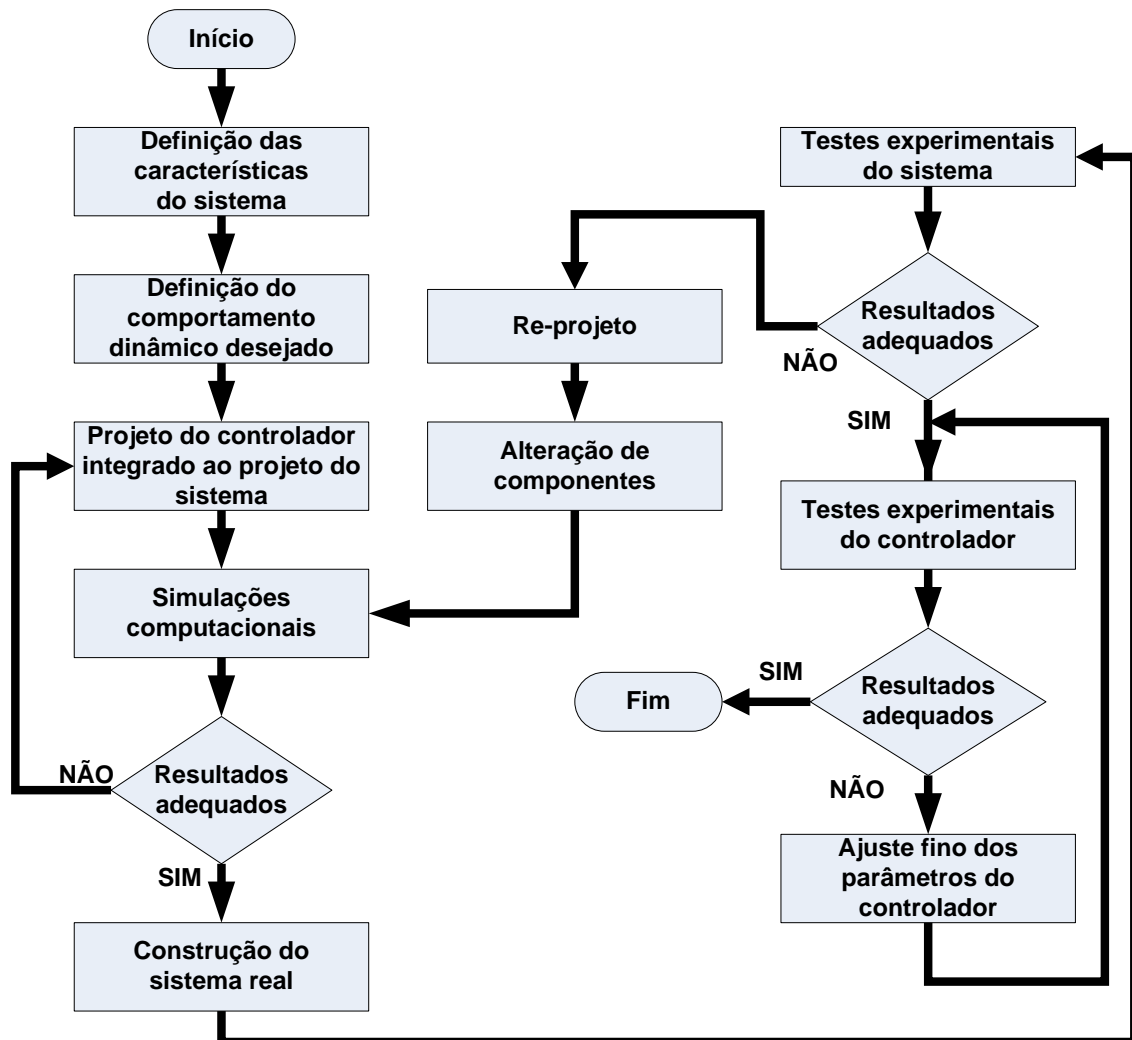 Início
Definição das
características
do sistema
Definição do
comportamento
dinâmico desejado
Projeto do controlador
integrado ao projeto do
sistema
Simulações
computacionais
Resultados
adequados
NÃO
SIM
Construção do
sistema real
Testes experimentais
do sistema
Resultados
adequados
NÃO
SIM
Re-projeto
Alteração de
componentes
Testes experimentais
do controlador
Resultados
adequados
SIM
Fim
NÃO
Ajuste fino dos
parâmetros do
controlador